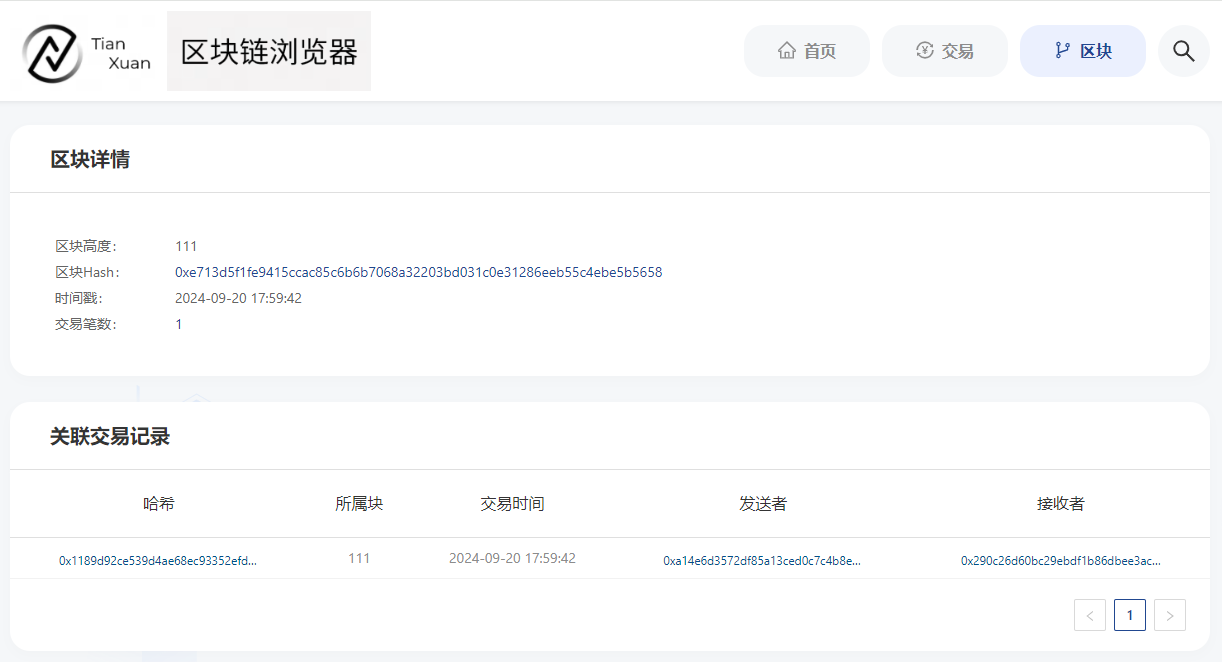 Tian
Xuan
区块链浏览器
首页
交易
区块
区块详情
区块高度: 111
区块Hash: 0xe713d5f1fe9415ccac85c6b6b7068a32203bd031c0e31286eeb55c4ebe5b5658
时间戳: 2024-09-20 17:59:42
交易笔数: 1
关联交易记录
哈希 所属块 交易时间 发送者 接收者
0x1189d92ce539d4ae68ec93352efd... 111 2024-09-20 17:59:42 0xa14e6d3572df85a13ced0c7c4b8e... 0x290c26d60bc29ebdf1b86dbee3ac...
< 1 >